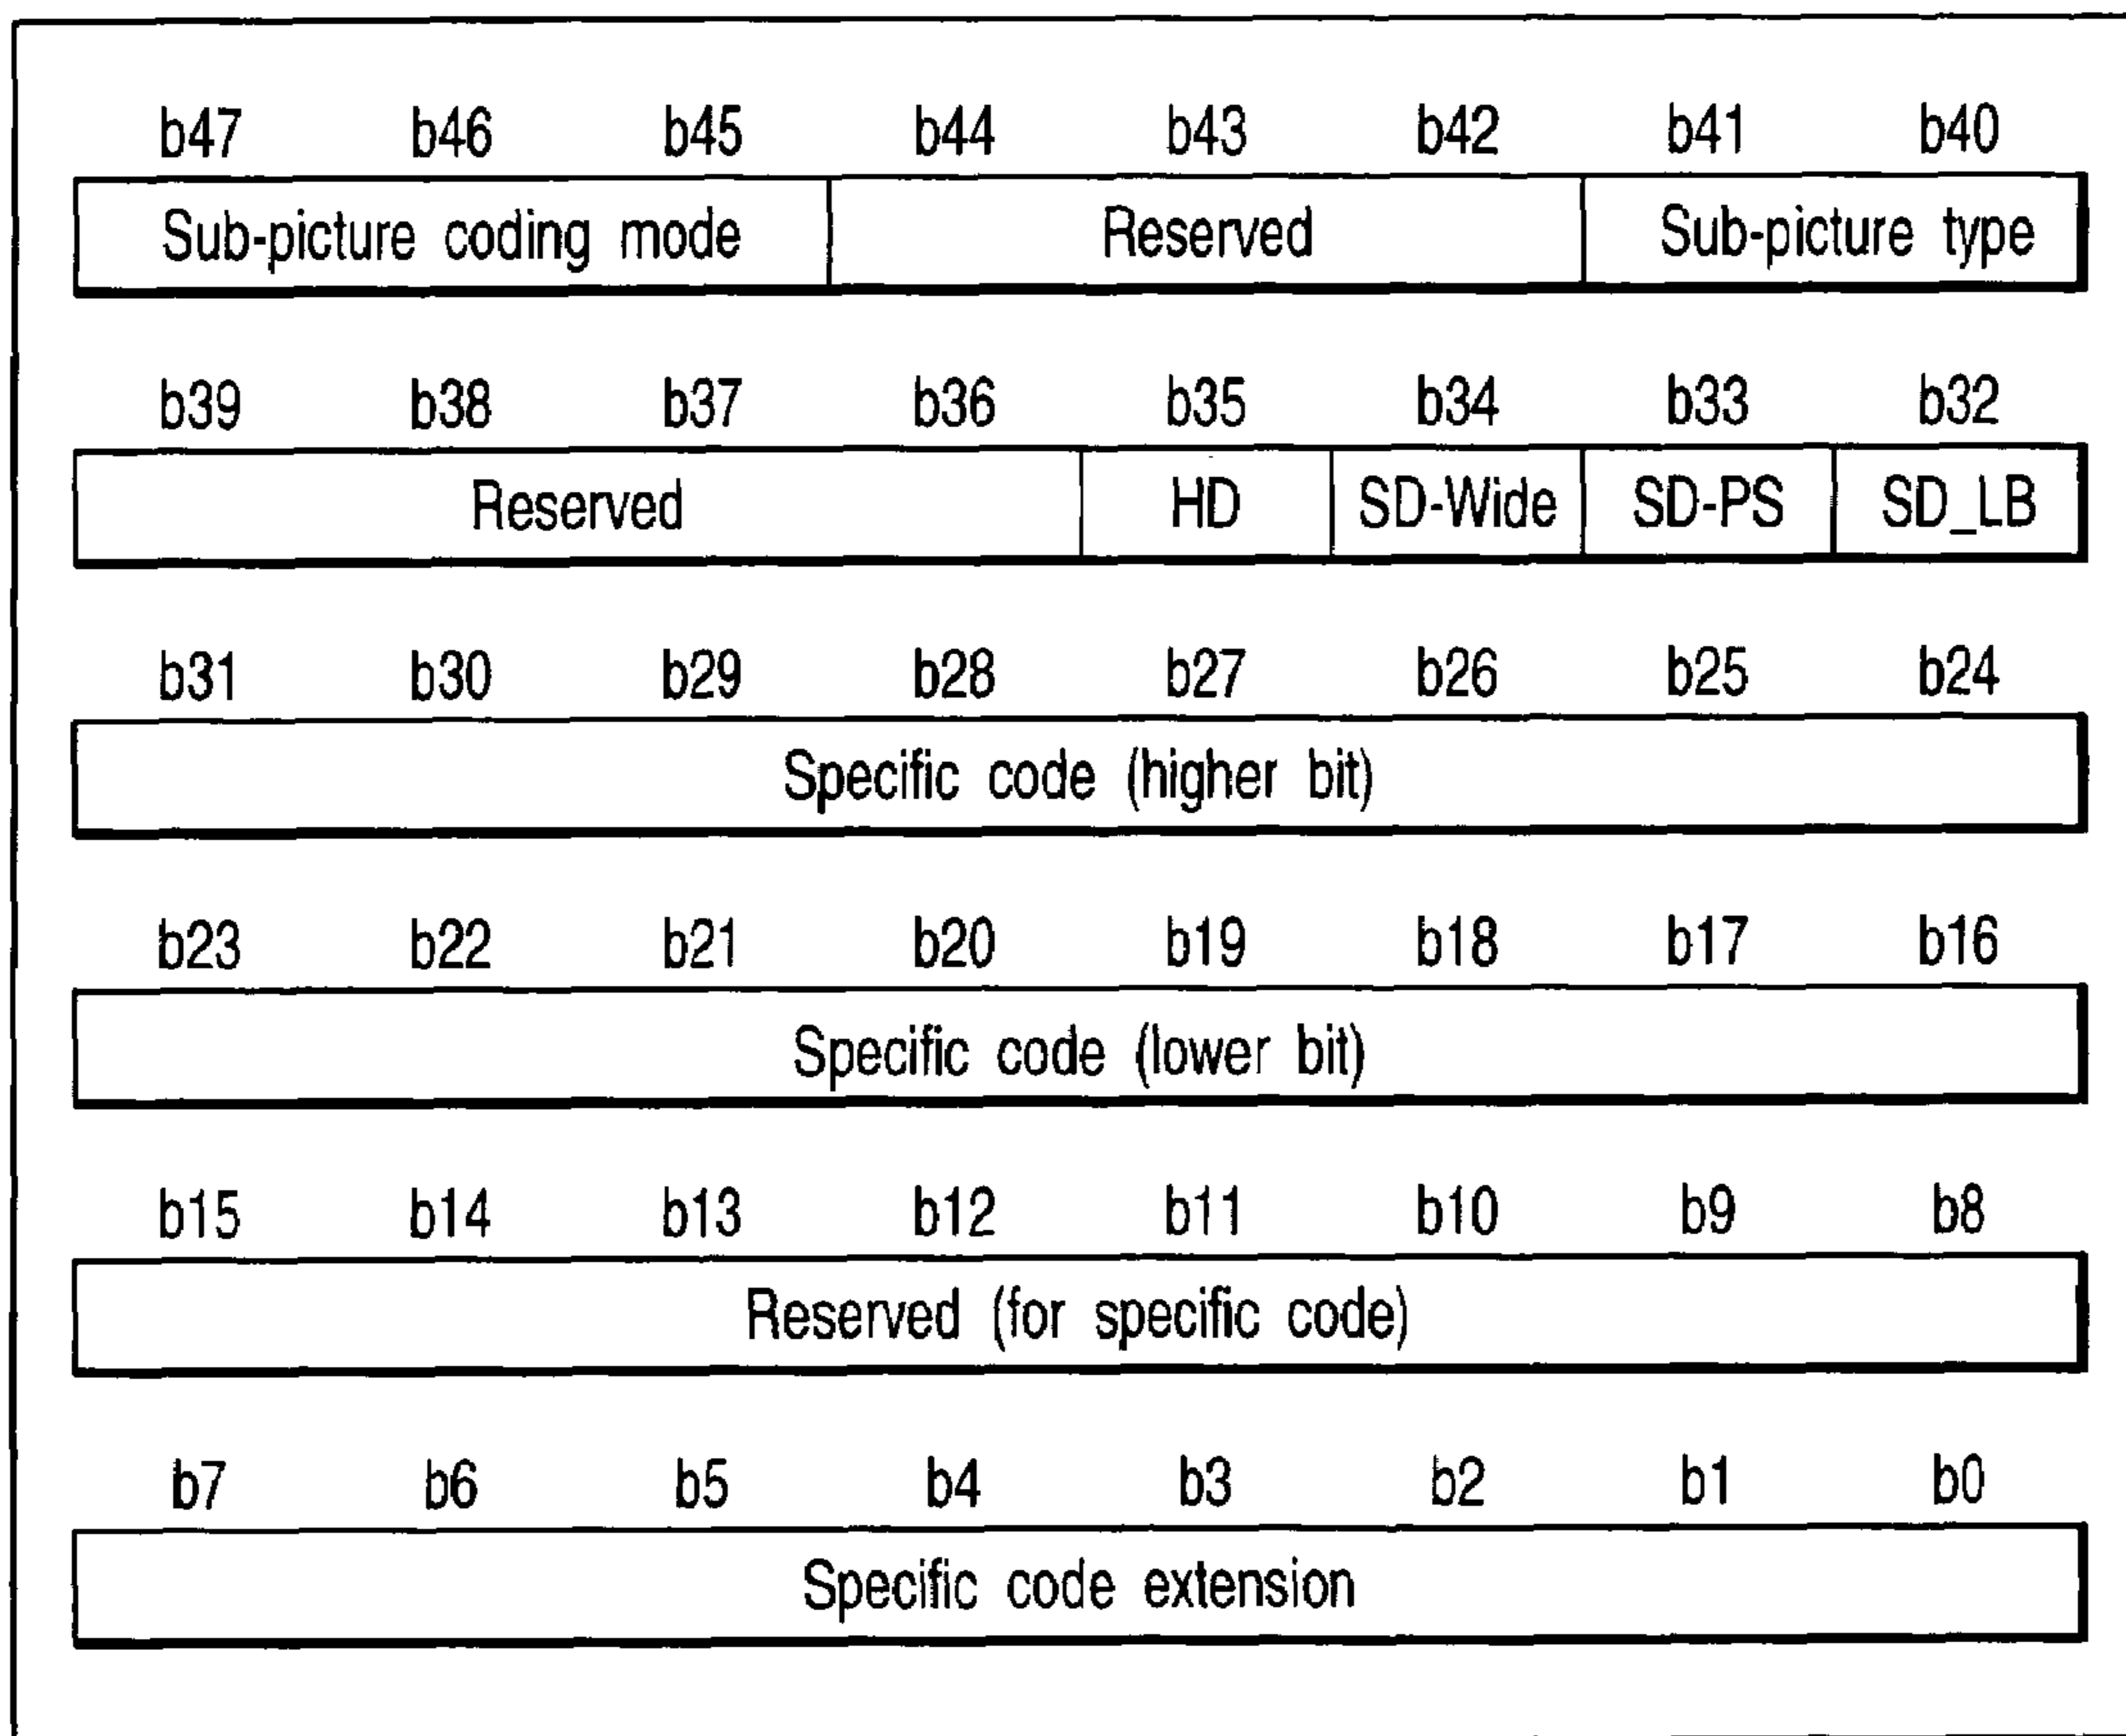 b47 b46 b45 b44 b43 b42 b41 b40
Sub-picture coding mode Reserved Sub-picture type
b39 b38 b37 b36 b35 b34 b33 b32
Reserved HD SD-Wide SD-PS SD_LB
b31 b30 b29 b28 b27 b26 b25 b24
Specific code (higher bit)
b23 b22 b21 b20 b19 b18 b17 b16
Specific code (lower bit)
b15 b14 b13 b12 b11 b10 b9 b8
Reserved (for specific code)
b7 b6 b5 b4 b3 b2 b1 b0
Specific code extension